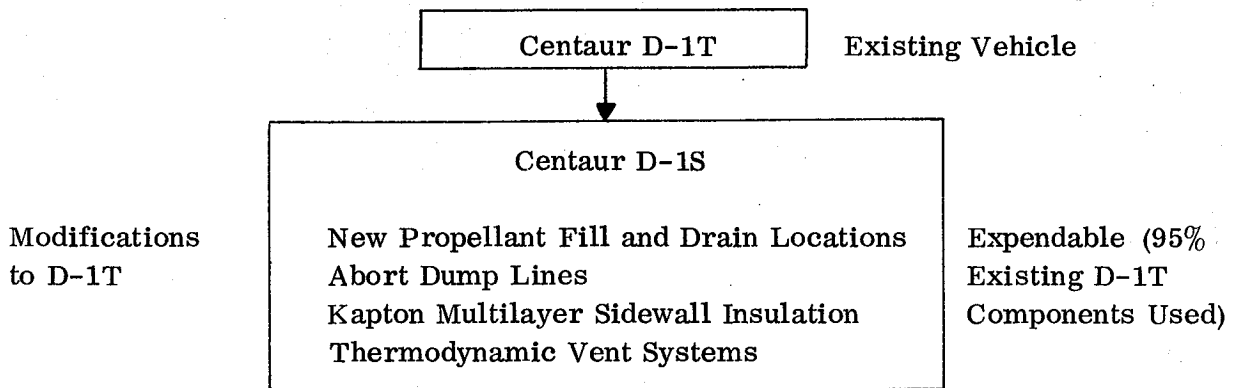 Centaur D-1T
Existing Vehicle
Centaur D-1S
Modifications
to D-1T
New Propellant Fill and Drain Locations
Abort Dump Lines
Kapton Multilayer Sidewall Insulation
Thermodynamic Vent Systems
Expendable (95%
Existing D-1T
Components Used)